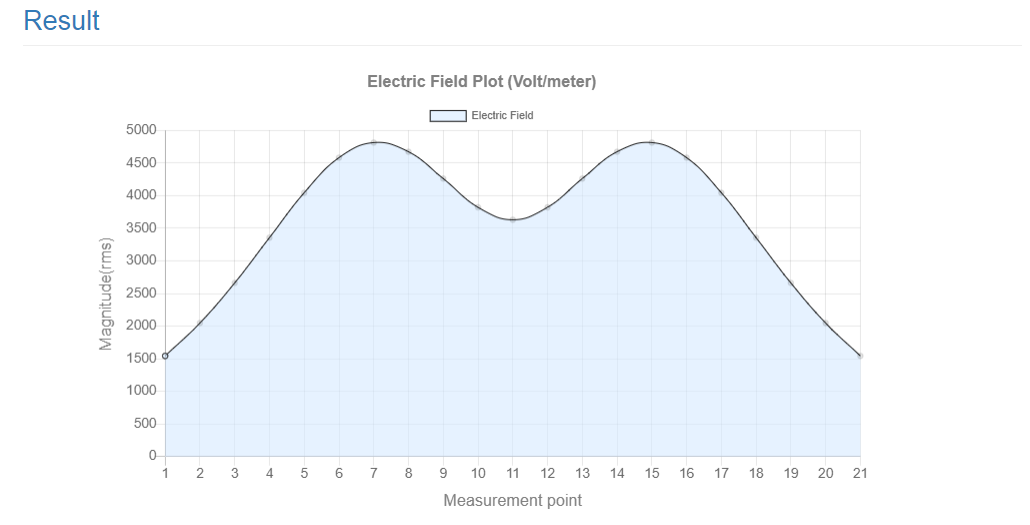 Result
Electric Field Plot (Volt/meter)
Electric Field
5000
4500
4000
3500
3000
2500
2000
1500
1000
500
0
Magnitude(rms)
1 2 3 4 5 6 7 8 9 10 11 12 13 14 15 16 17 18 19 20 21
Measurement point